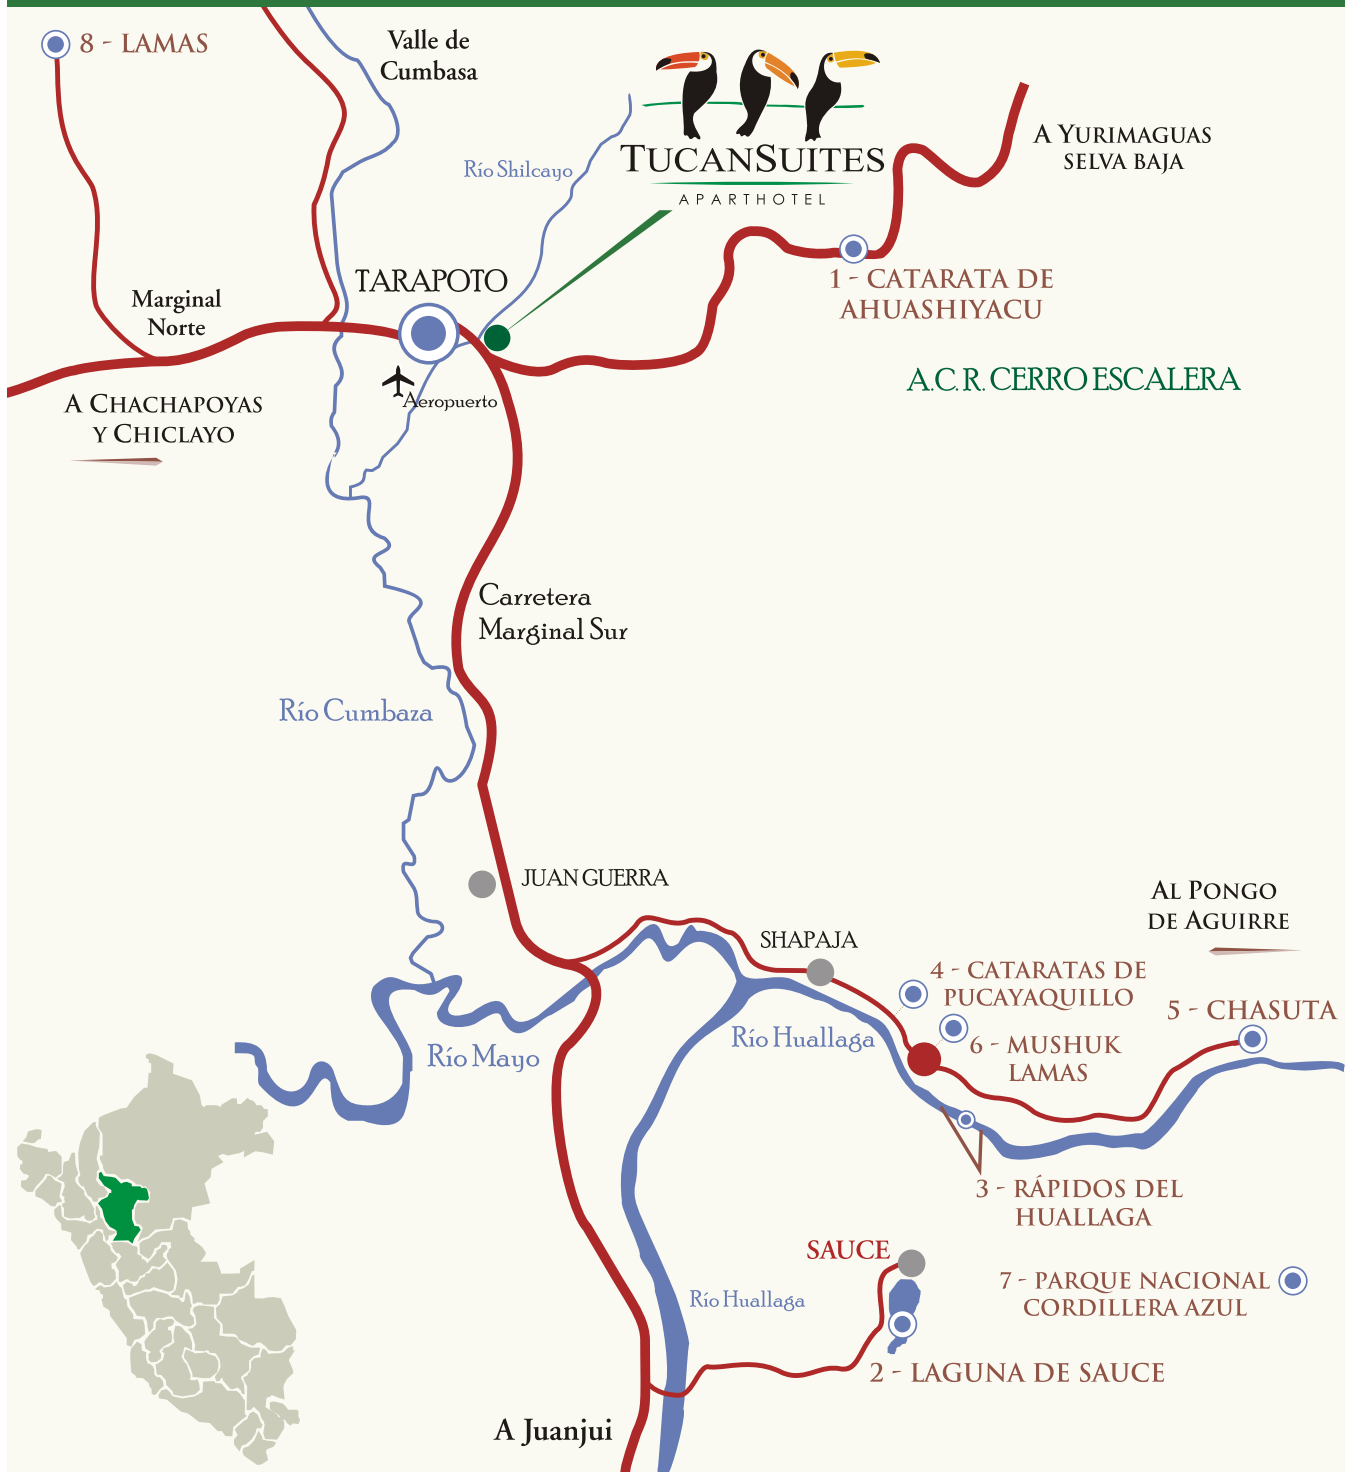 8 - LAMAS
Valle de
Cumbasa
Río Shilcayo
TUCANSUITES
APARTHOTEL
A YURIMAGUAS
SELVA BAJA
TARAPOTO
1 - CATARATA DE
AHUASHIYACU
Marginal
Norte
A.C.R. CERRO ESCALERA
Aeropuerto
A CHACHAPOYAS
Y CHICLAYO
Carretera
Marginal Sur
Río Cumbaza
JUAN GUERRA
AL PONGO
DE AGUIRRE
SHAPAJA
4 - CATARATAS DE
PUCAYAQUILLO
5 - CHASUTA
Río Huallaga
6 - MUSHUK
LAMAS
Río Mayo
3 - RÁPIDOS DEL
HUALLAGA
SAUCE
7 - PARQUE NACIONAL
CORDILLERA AZUL
Río Huallaga
2 - LAGUNA DE SAUCE
A Juanjui